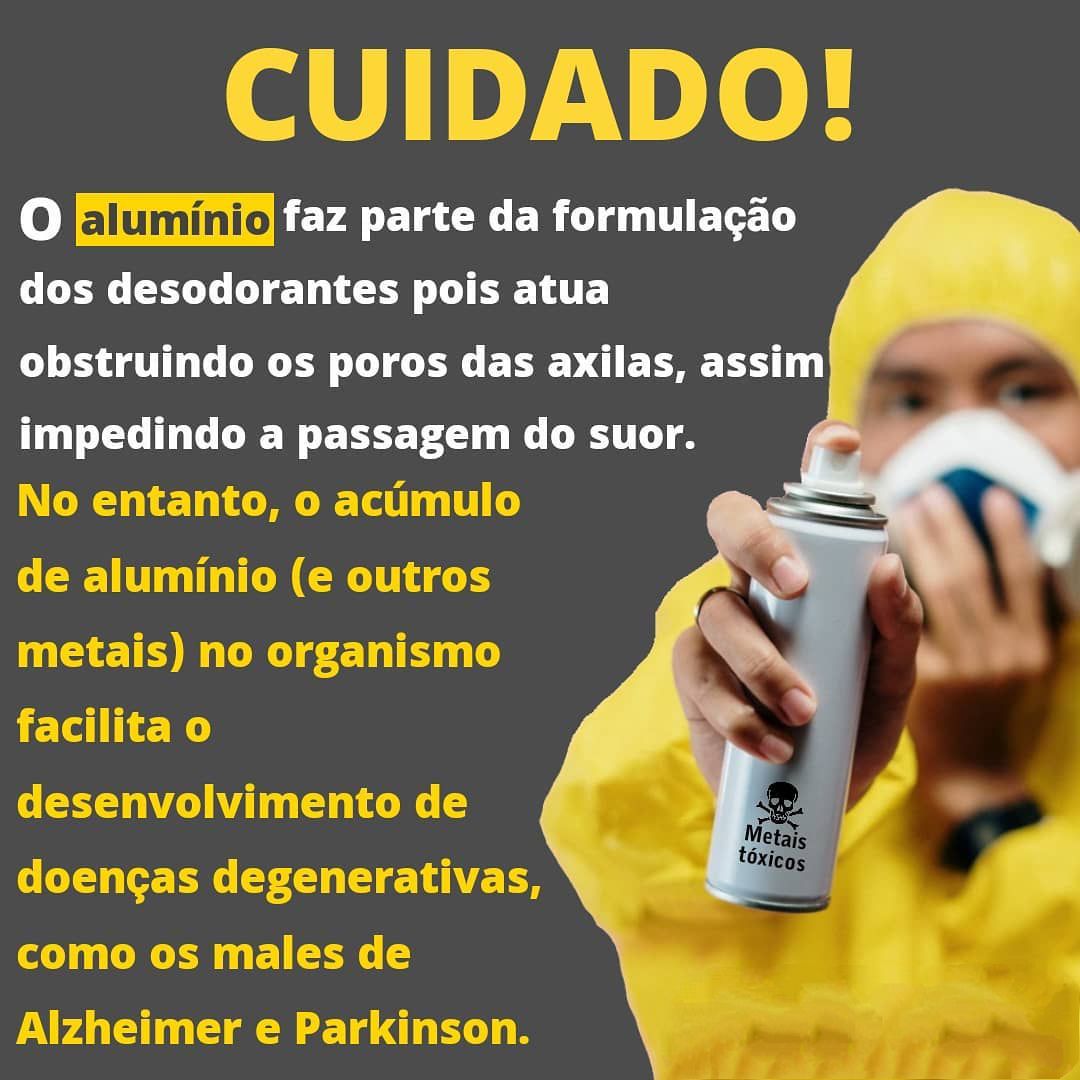 CUIDADO!
O alumínio faz parte da formulação
dos desodorantes pois atua
obstruindo os poros das axilas, assim
impedindo a passagem do suor.
No entanto, o acúmulo
de alumínio (e outros
metais) no organismo
facilita o
desenvolvimento de
doenças degenerativas,
como os males de
Alzheimer e Parkinson.
Metais
tóxicos